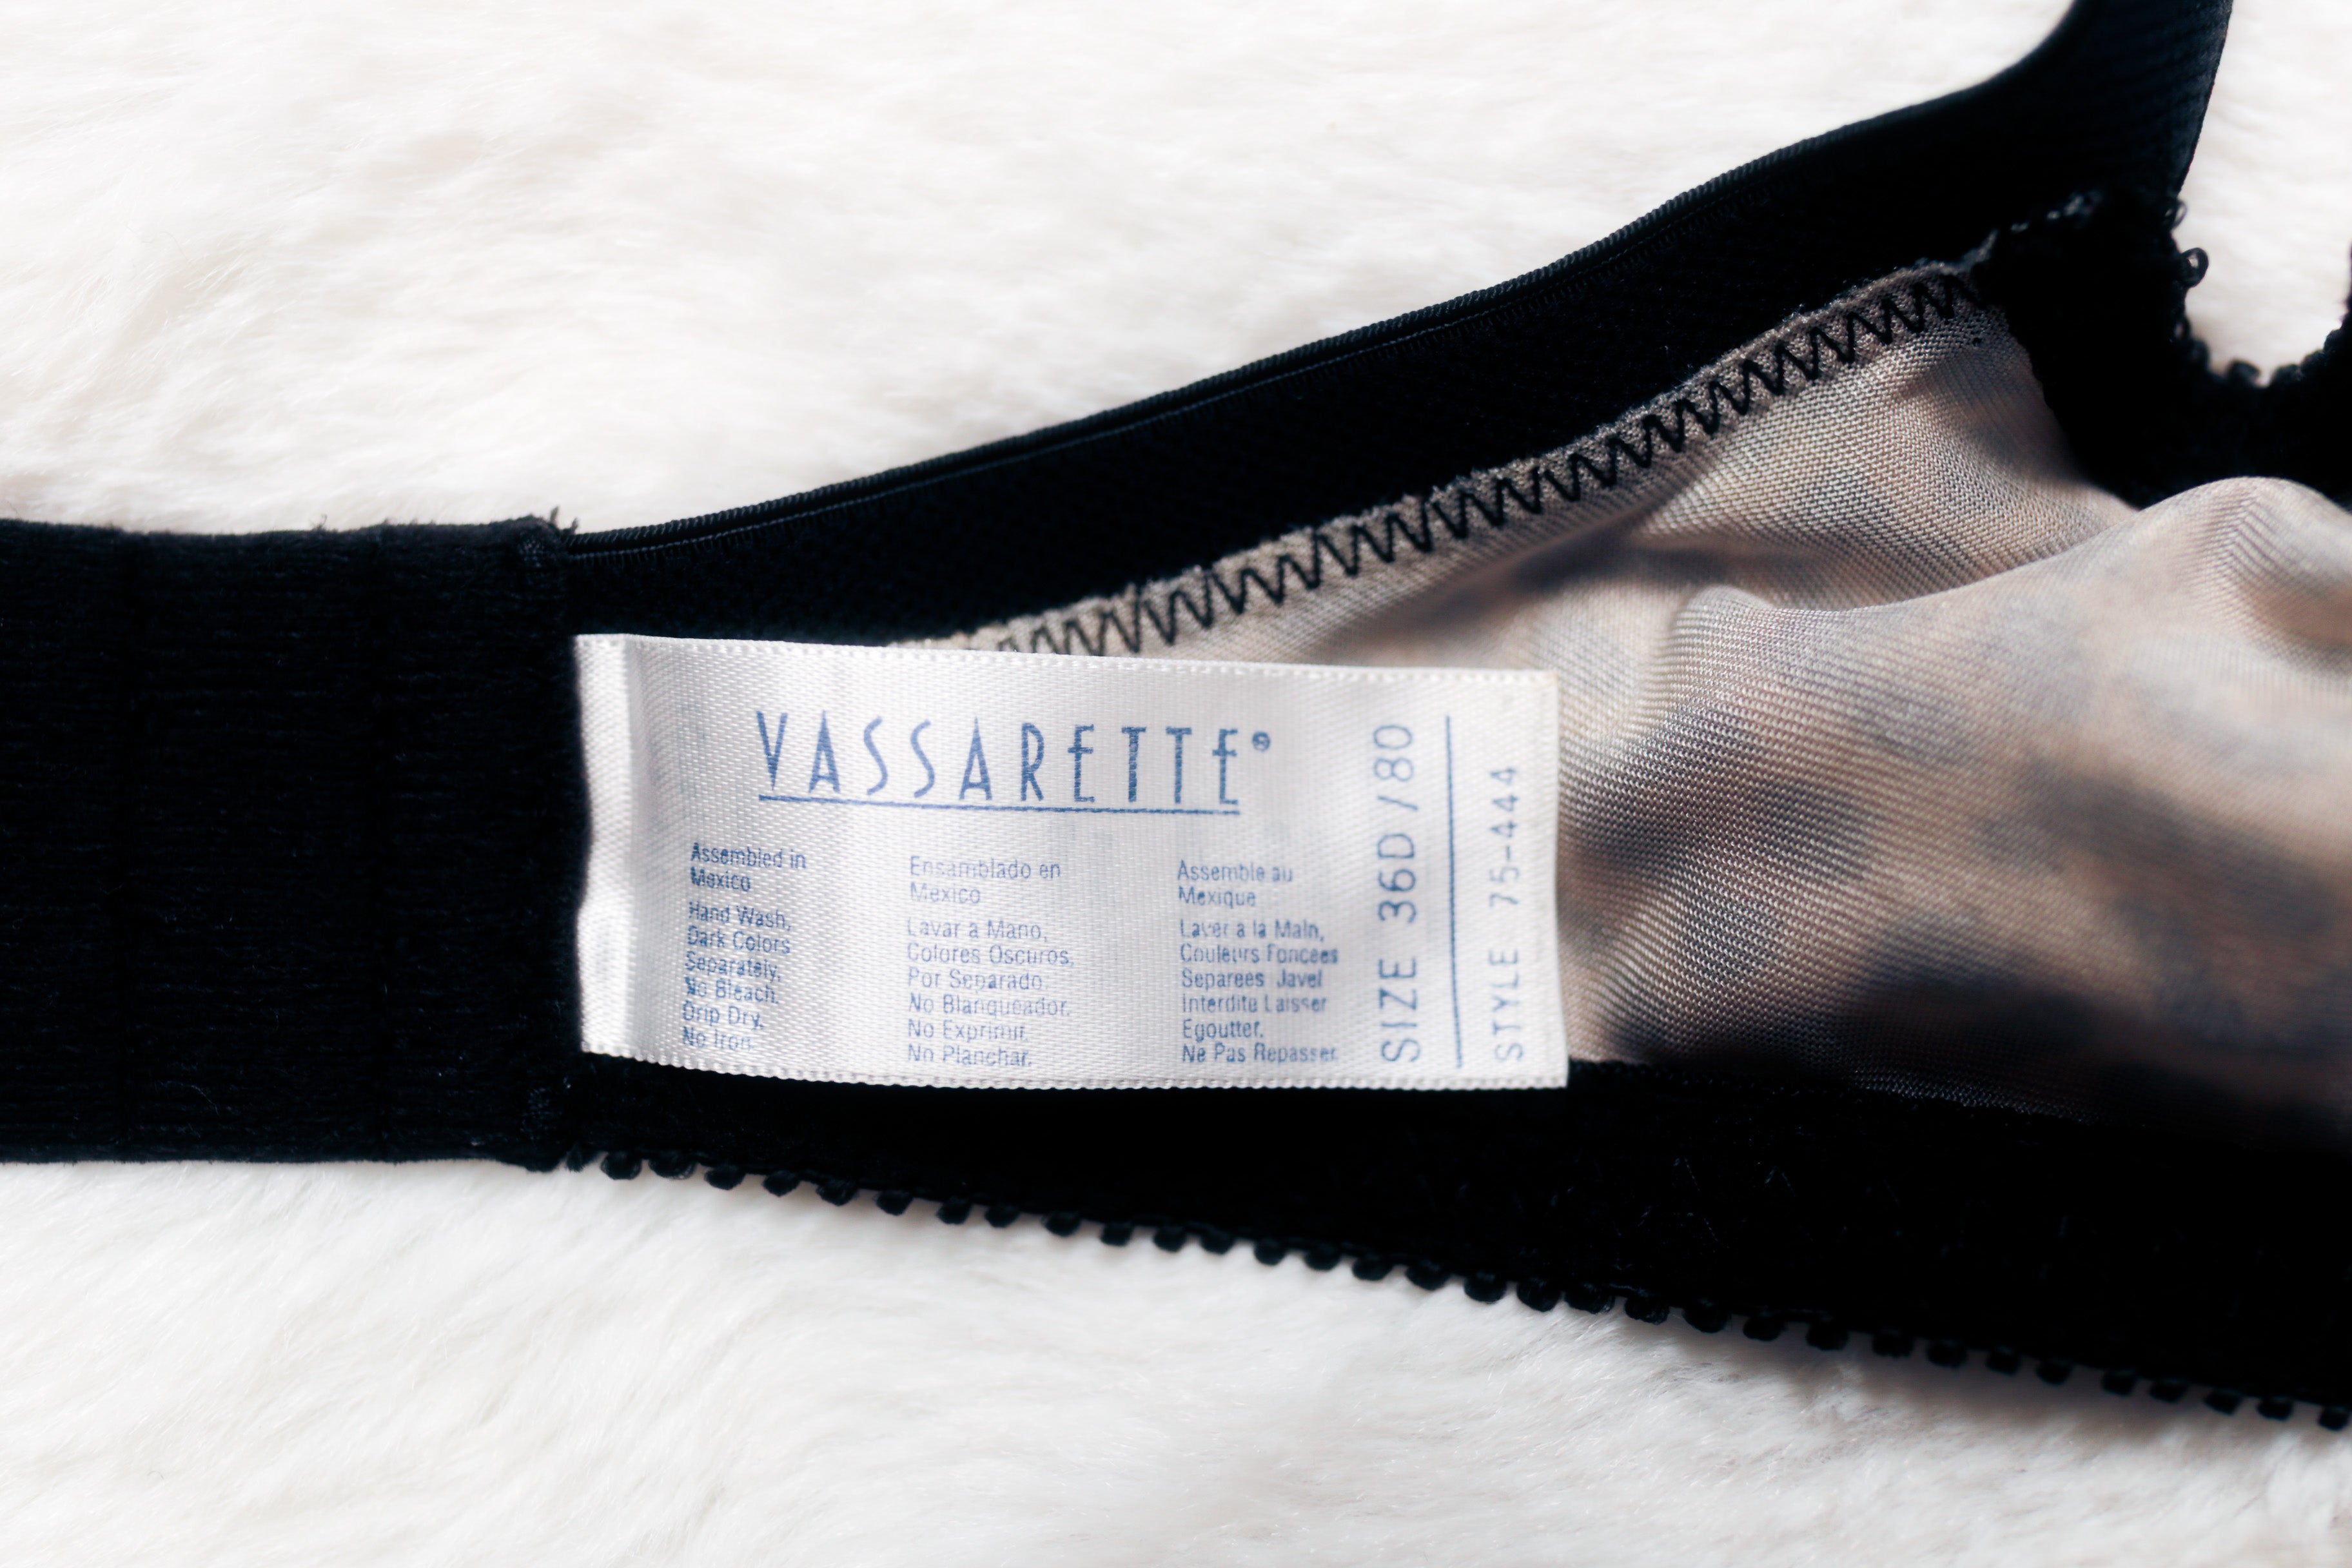 VASSARETTE®
Assembled in
Mexico
Hand Wash,
Dark Colors
Separately,
No Bleach.
Drip Dry,
No Iron.
Ensamblado en
Mexico
Lavar a Mano,
Colores Oscuros,
Por Separado.
No Blanqueador.
No Exprimir.
No Planchar.
Assemble au
Mexique
Laver a la Main,
Couleurs Foncees
Separees Javel
Interdite Laisser
Egoutter.
Ne Pas Repasser.
SIZE 36D/80
STYLE 75-444